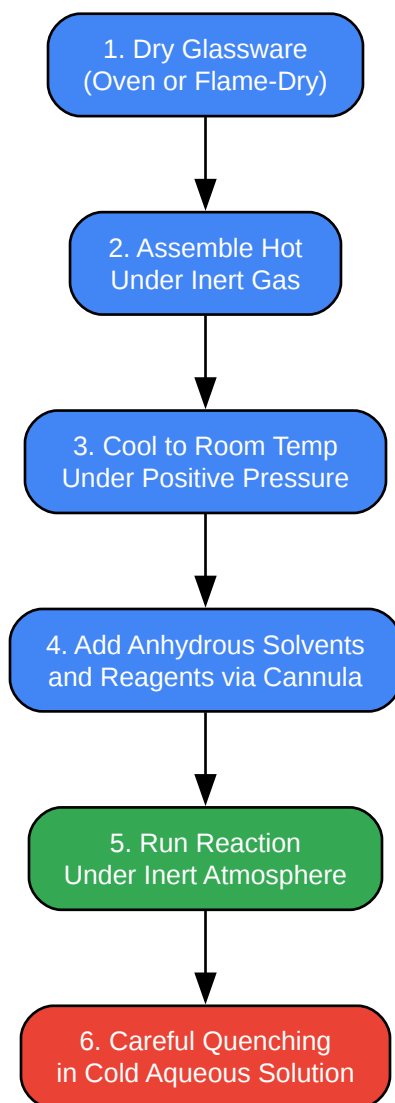 1. Dry Glassware
(Oven or Flame-Dry)
2. Assemble Hot
Under Inert Gas
3. Cool to Room Temp
Under Positive Pressure
4. Add Anhydrous Solvents
and Reagents via Cannula
5. Run Reaction
Under Inert Atmosphere
6. Careful Quenching
in Cold Aqueous Solution